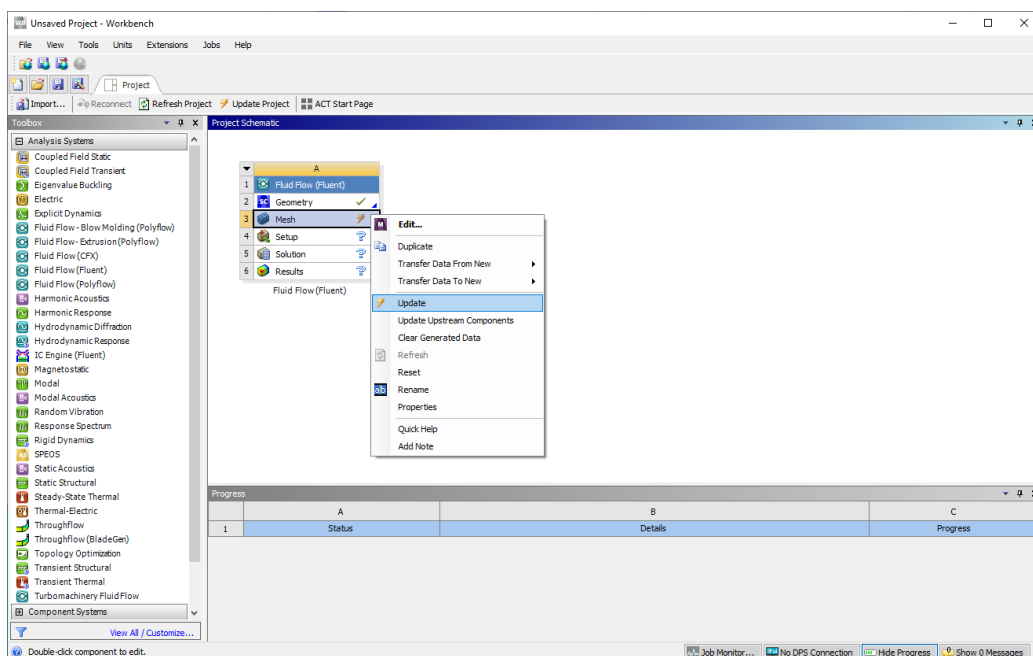 Unsaved Project - Workbench
File View Tools Units Extensions Jobs Help
Project
Import... Reconnect Refresh Project Update Project ACT Start Page
Toolbox
Project Schematic
Analysis Systems
Coupled Field Static
Coupled Field Transient
Eigenvalue Buckling
Electric
Explicit Dynamics
Fluid Flow - Blow Molding (Polyflow)
Fluid Flow - Extrusion (Polyflow)
Fluid Flow (CFX)
Fluid Flow (Fluent)
Fluid Flow (Polyflow)
Harmonic Acoustics
Harmonic Response
Hydrodynamic Diffraction
Hydrodynamic Response
IC Engine (Fluent)
Magnetostatic
Modal
Modal Acoustics
Random Vibration
Response Spectrum
Rigid Dynamics
SPEOS
Static Acoustics
Static Structural
Steady-State Thermal
Thermal-Electric
Throughflow
Throughflow (BladeGen)
Topology Optimization
Transient Structural
Transient Thermal
Turbomachinery Fluid Flow
Component Systems
View All / Customize...
A
1 Fluid Flow (Fluent)
2 SC Geometry
3 Mesh
4 Setup
5 Solution
6 Results
Fluid Flow (Fluent)
M Edit...
Duplicate
Transfer Data From New
Transfer Data To New
Update
Update Upstream Components
Clear Generated Data
Refresh
Reset
a|b Rename
Properties
Quick Help
Add Note
Progress
A B C
1 Status Details Progress
Double-click component to edit.
Job Monitor... No DPS Connection Hide Progress Show 0 Messages